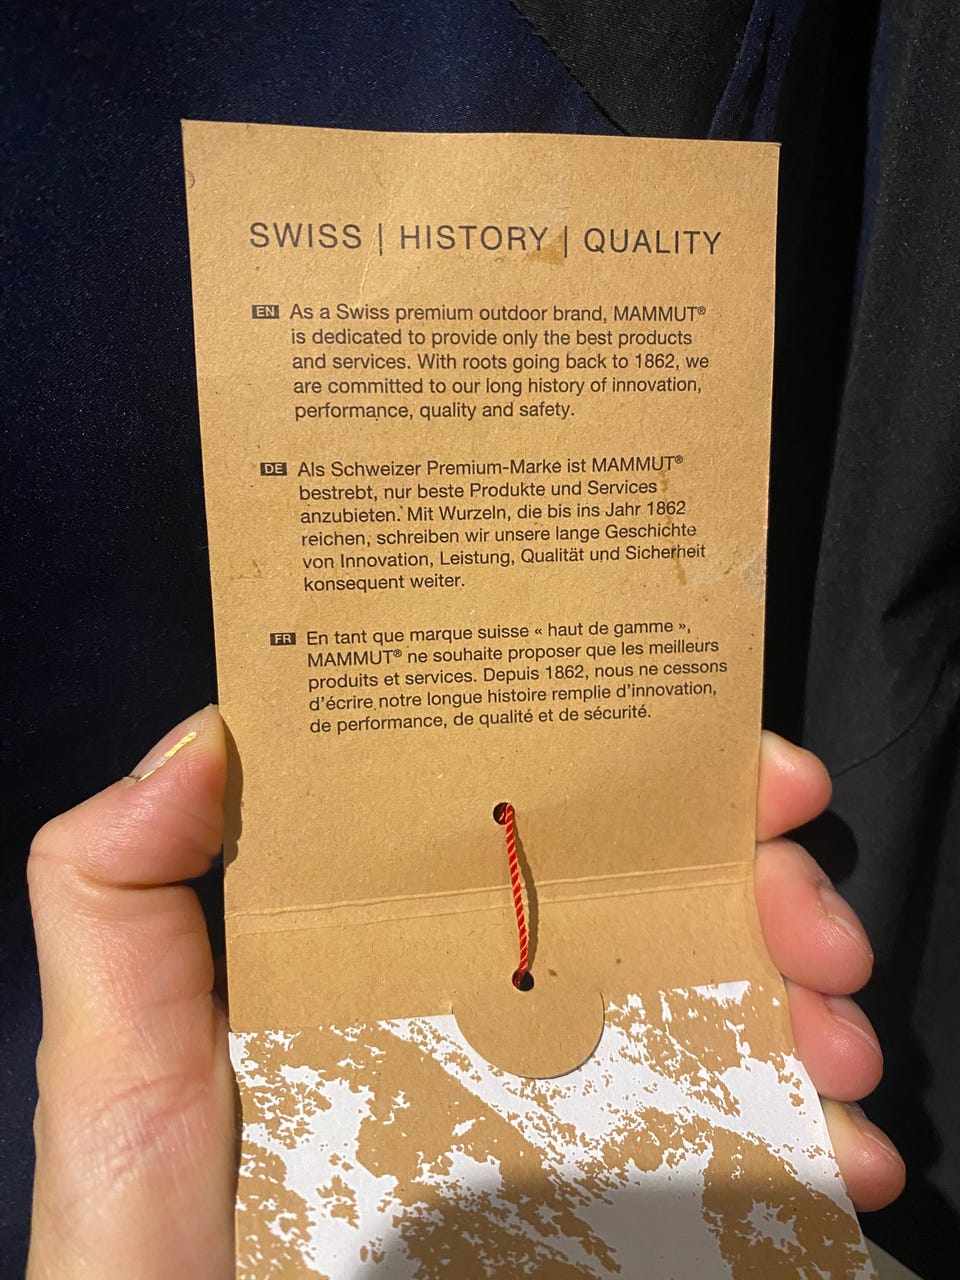 SWISS | HISTORY | QUALITY
EN As a Swiss premium outdoor brand, MAMMUT®
is dedicated to provide only the best products
and services. With roots going back to 1862, we
are committed to our long history of innovation,
performance, quality and safety.
DE Als Schweizer Premium-Marke ist MAMMUT®
bestrebt, nur beste Produkte und Services
anzubieten. Mit Wurzeln, die bis ins Jahr 1862
reichen, schreiben wir unsere lange Geschichte
von Innovation, Leistung, Qualität und Sicherheit
konsequent weiter.
FR En tant que marque suisse « haut de gamme »,
MAMMUT® ne souhaite proposer que les meilleurs
produits et services. Depuis 1862, nous ne cessons
d'écrire notre longue histoire remplie d'innovation,
de performance, de qualité et de sécurité.